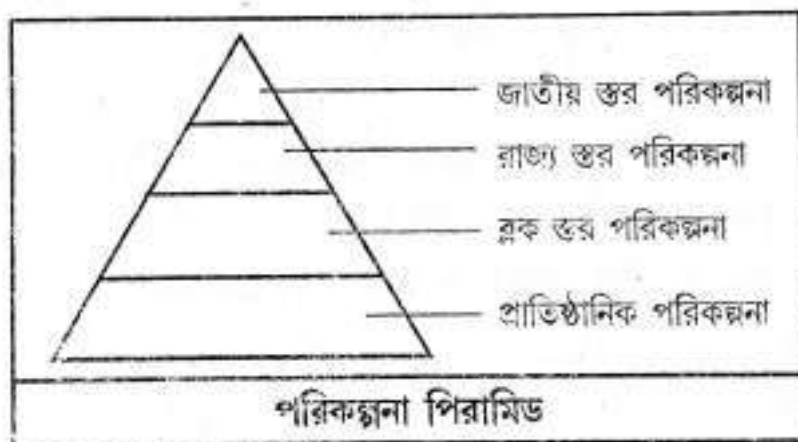 জাতীয় স্তর পরিকল্পনা
রাজ্য স্তর পরিকল্পনা
ব্লক স্তর পরিকল্পনা
প্রাতিষ্ঠানিক পরিকল্পনা
পরিকল্পনা পিরামিড